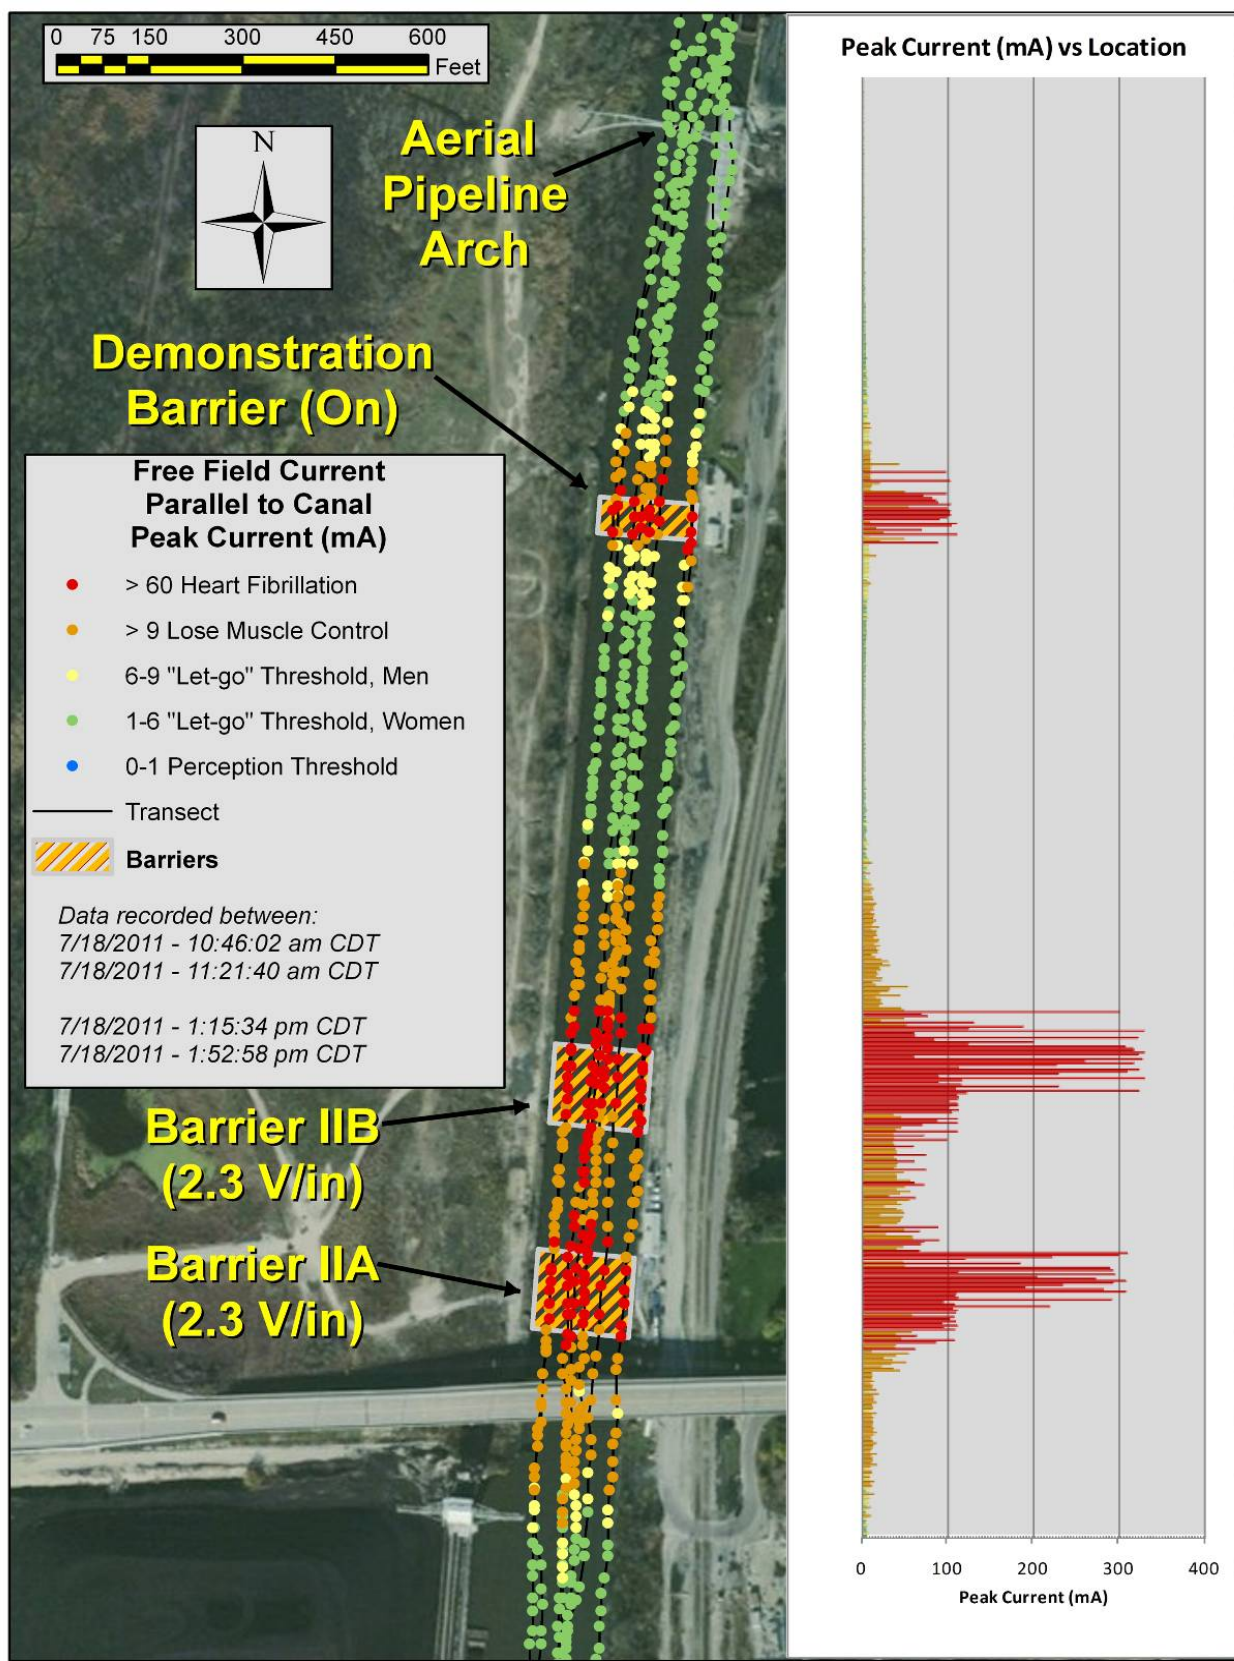 0 75 150 300 450 600
Feet
N
Aerial
Pipeline
Arch
Demonstration
Barrier (On)
Free Field Current
Parallel to Canal
Peak Current (mA)
> 60 Heart Fibrillation
> 9 Lose Muscle Control
6-9 "Let-go" Threshold, Men
1-6 "Let-go" Threshold, Women
0-1 Perception Threshold
Transect
Barriers
Data recorded between:
7/18/2011 - 10:46:02 am CDT
7/18/2011 - 11:21:40 am CDT
7/18/2011 - 1:15:34 pm CDT
7/18/2011 - 1:52:58 pm CDT
Barrier IIB
(2.3 V/in)
Barrier IIA
(2.3 V/in)
Peak Current (mA) vs Location
0 100 200 300 400
Peak Current (mA)